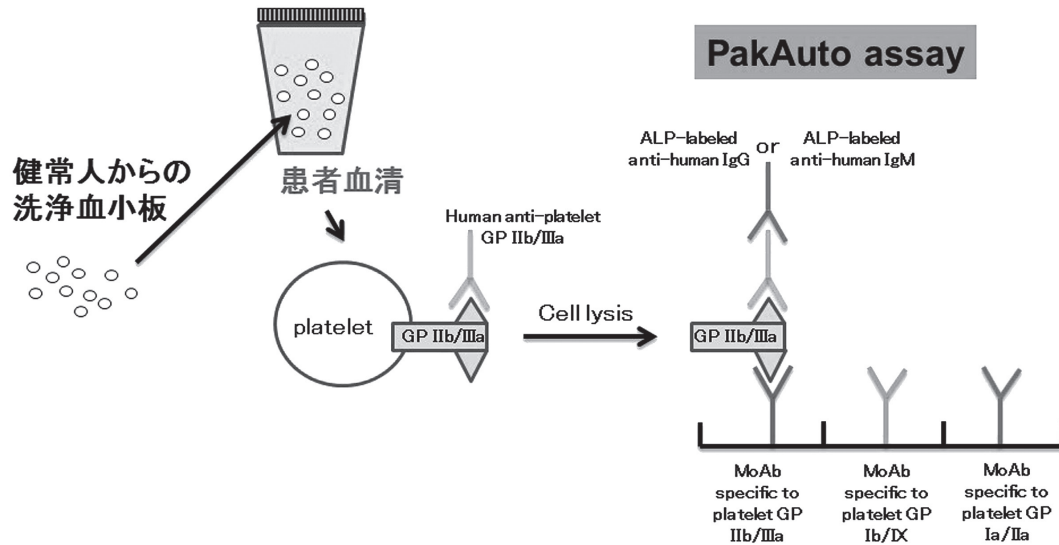 PakAuto assay
ALP-labeled
anti-human IgG
or
ALP-labeled
anti-human IgM
健常人からの
洗浄血小板
患者血清
Human anti-platelet
GP Ⅱb/Ⅲa
platelet
GP Ⅱb/Ⅲa
Cell lysis
GP Ⅱb/Ⅲa
MoAb
specific to
platelet GP
Ⅱb/Ⅲa
MoAb
specific to
platelet GP
Ⅰb/Ⅸ
MoAb
specific to
platelet GP
Ⅰa/Ⅱa